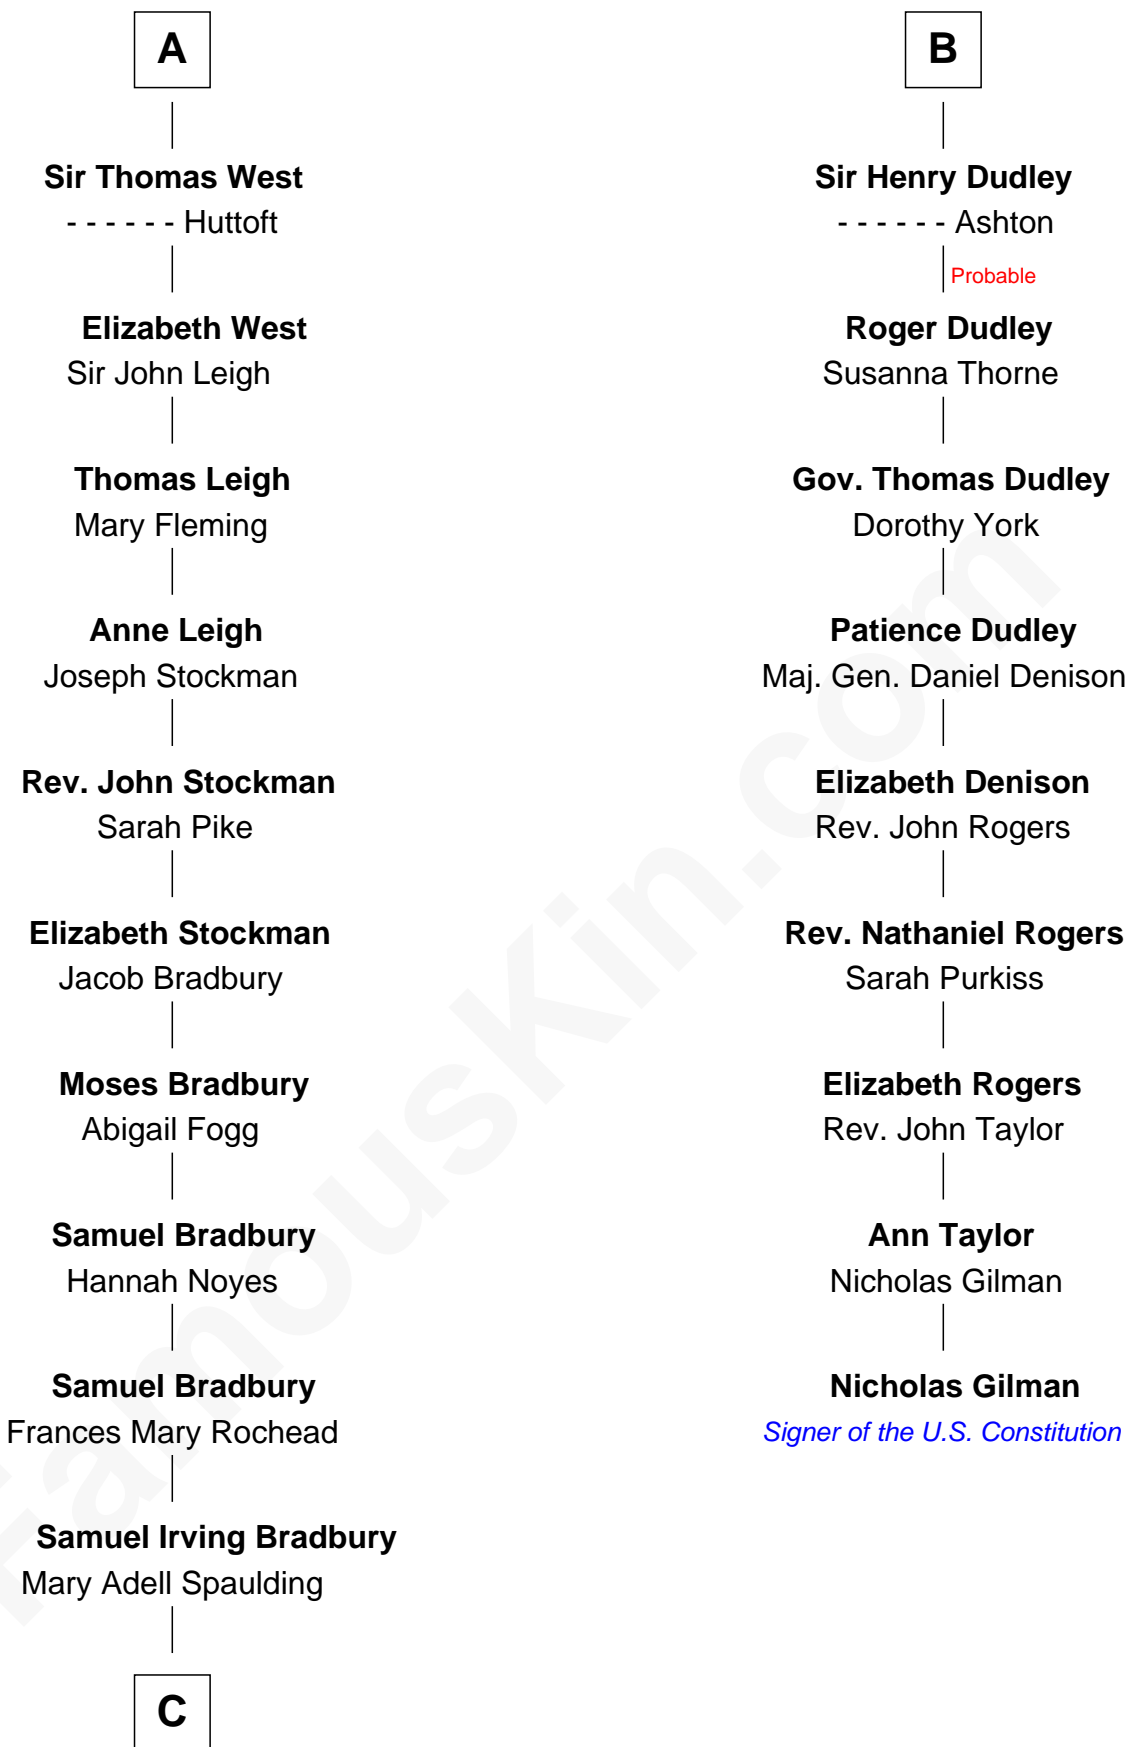 A
Sir Thomas West
- - - - - - Huttoft
Elizabeth West
Sir John Leigh
Thomas Leigh
Mary Fleming
Anne Leigh
Joseph Stockman
Rev. John Stockman
Sarah Pike
Elizabeth Stockman
Jacob Bradbury
Moses Bradbury
Abigail Fogg
Samuel Bradbury
Hannah Noyes
Samuel Bradbury
Frances Mary Rochead
Samuel Irving Bradbury
Mary Adell Spaulding
C
B
Sir Henry Dudley
- - - - - - Ashton
Probable
Roger Dudley
Susanna Thorne
Gov. Thomas Dudley
Dorothy York
Patience Dudley
Maj. Gen. Daniel Denison
Elizabeth Denison
Rev. John Rogers
Rev. Nathaniel Rogers
Sarah Purkiss
Elizabeth Rogers
Rev. John Taylor
Ann Taylor
Nicholas Gilman
Nicholas Gilman
Signer of the U.S. Constitution
FamousKin.com